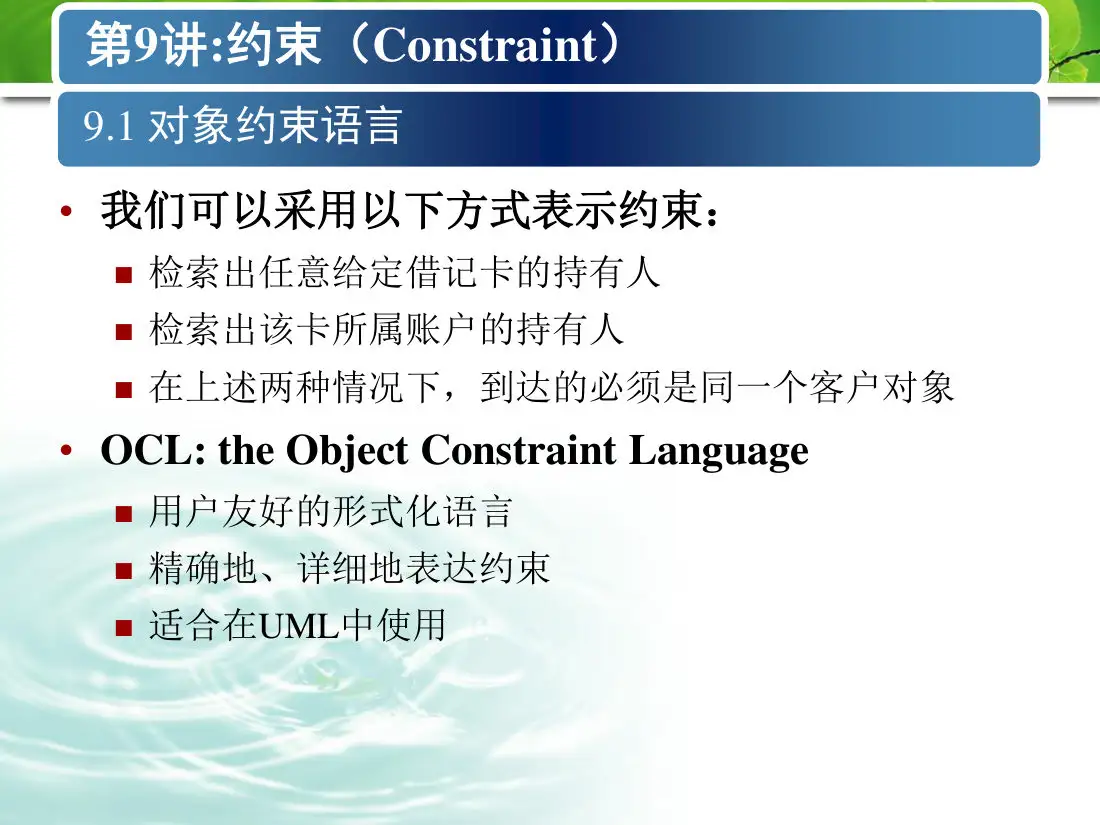 第9讲:约束（Constraint）
9.1 对象约束语言
• 我们可以采用以下方式表示约束：
■ 检索出任意给定借记卡的持有人
■ 检索出该卡所属账户的持有人
■ 在上述两种情况下，到达的必须是同一个客户对象
• OCL: the Object Constraint Language
■ 用户友好的形式化语言
■ 精确地、详细地表达约束
■ 适合在UML中使用